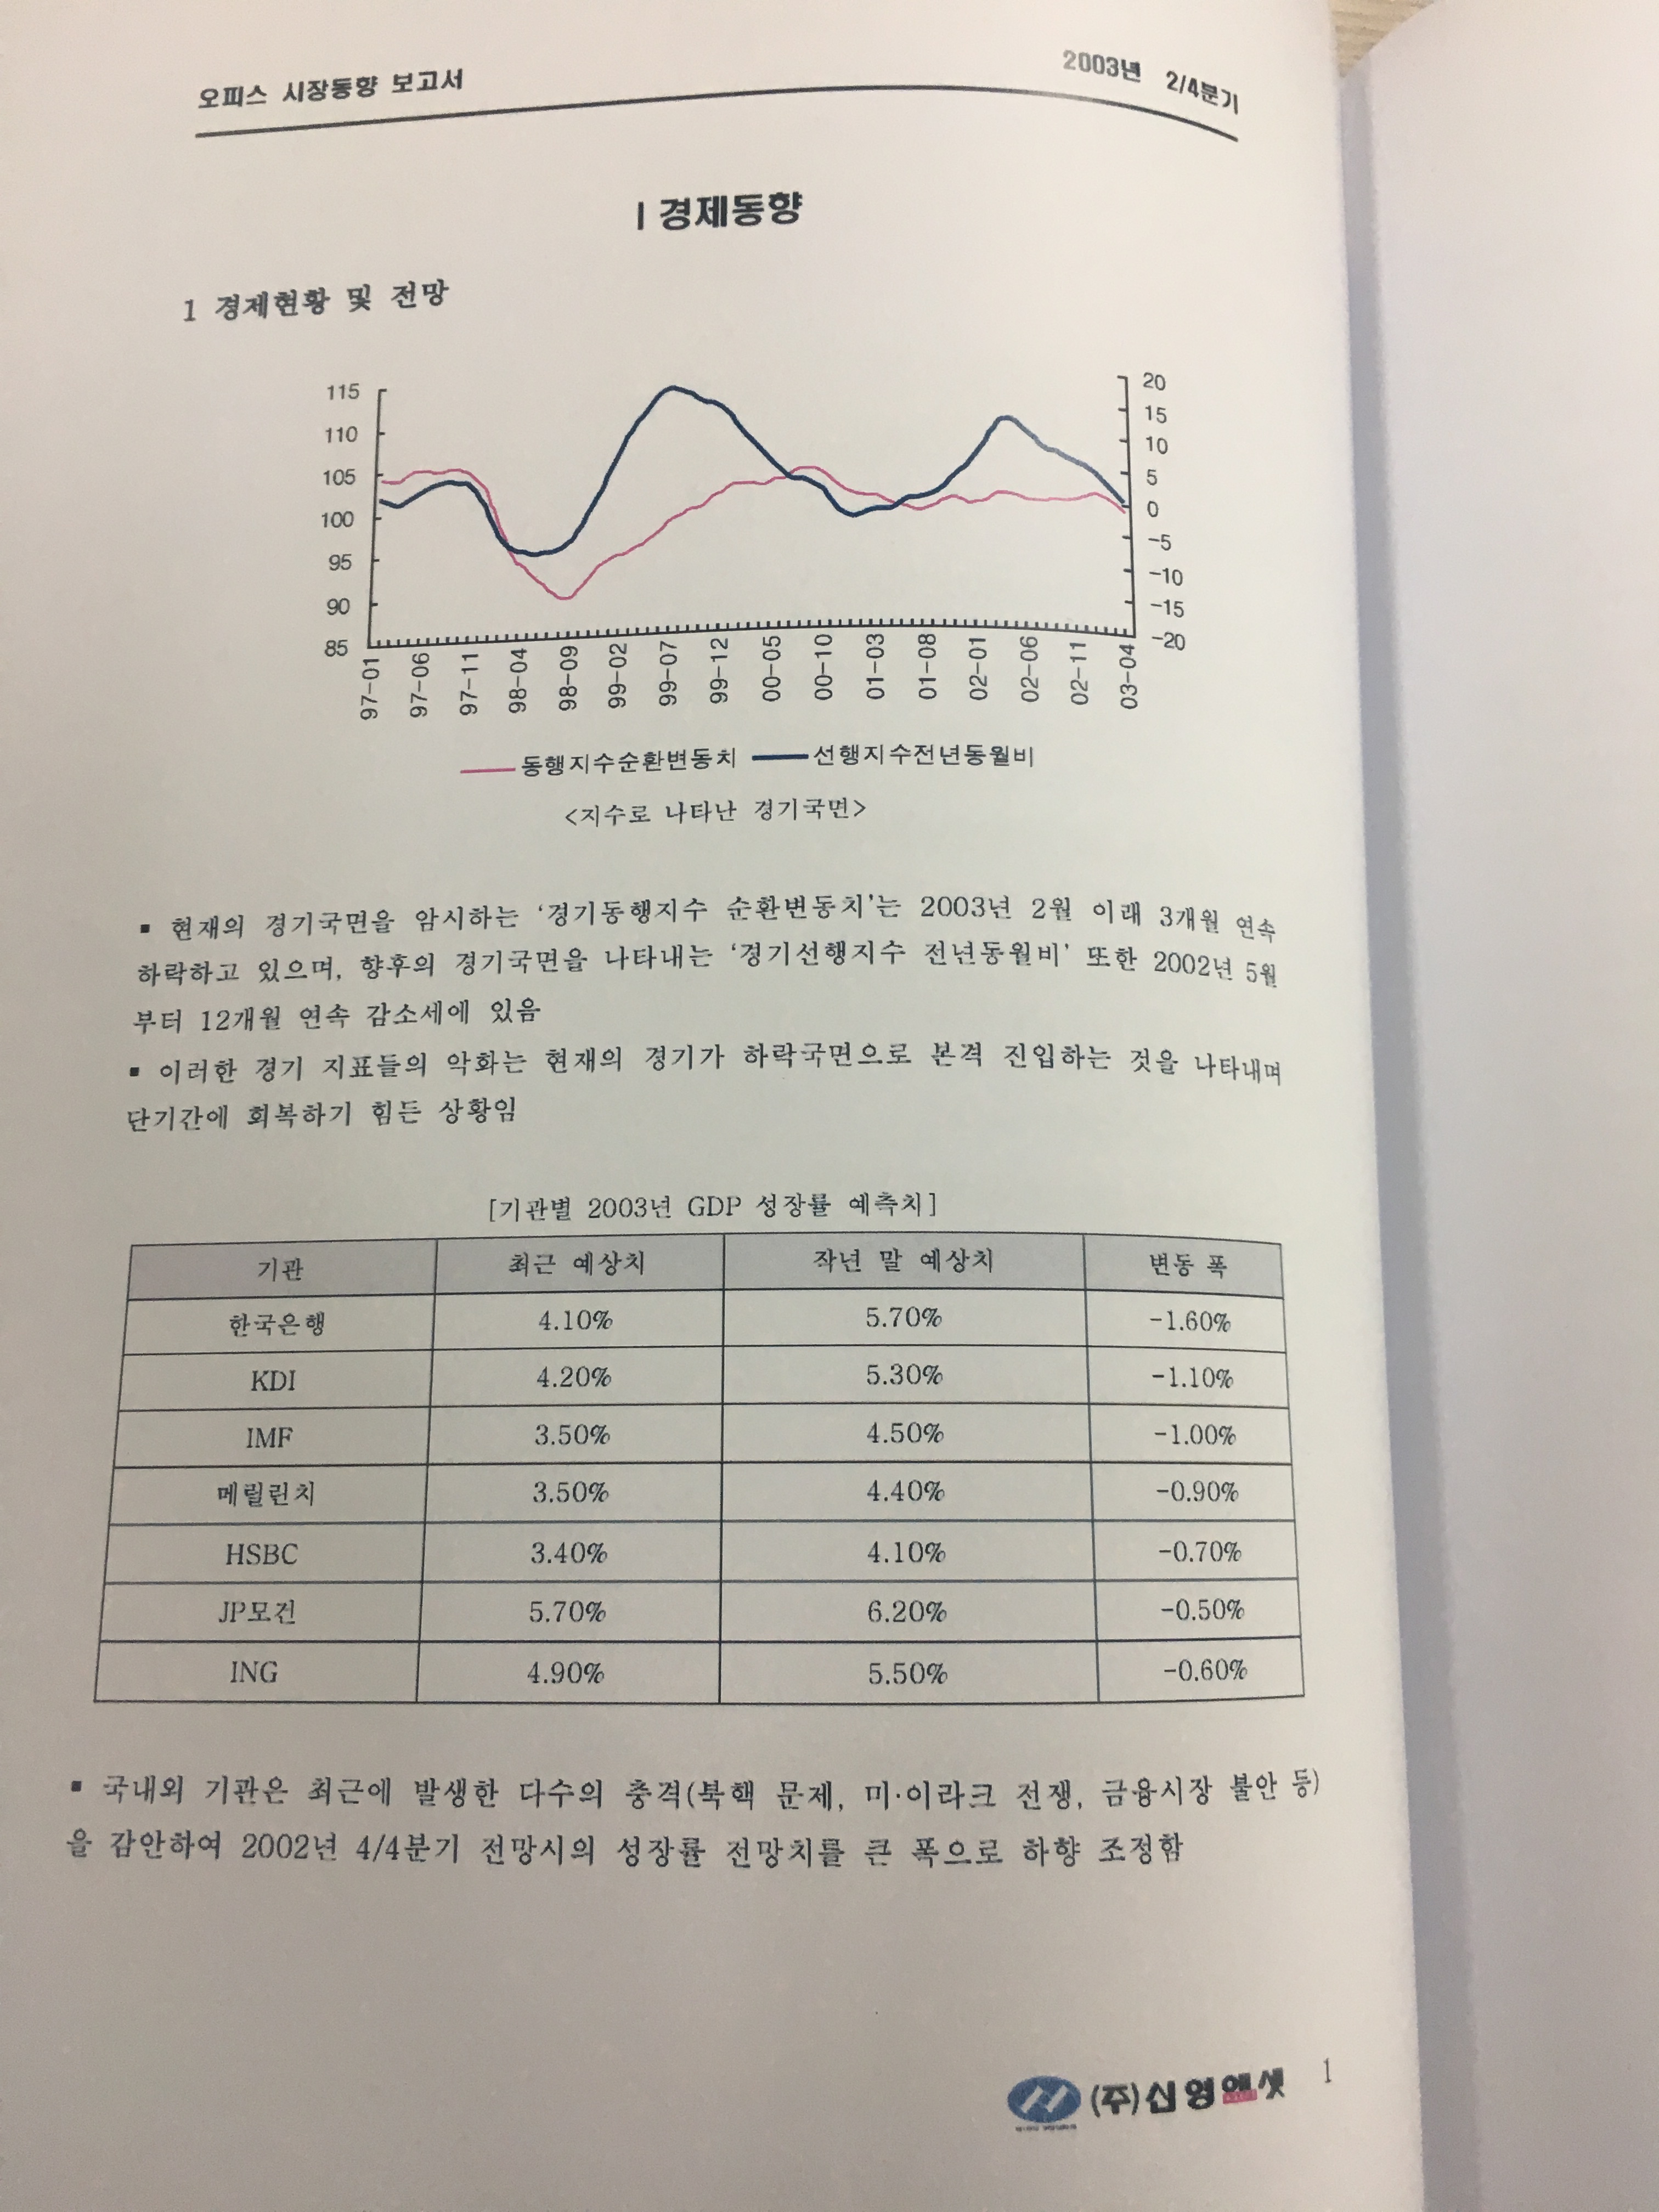 오피스 시장동향 보고서 2003년 2/4분기
Ⅰ 경제동향
1 경제현황 및 전망
115
110
105
100
95
90
85
20
15
10
5
0
-5
-10
-15
-20
97-01 97-06 97-11 98-04 98-09 99-02 99-07 99-12 00-05 00-10 01-03 01-08 02-01 02-06 02-11 03-04
동행지수순환변동치 선행지수전년동월비
<지수로 나타난 경기국면>
▪ 현재의 경기국면을 암시하는 ‘경기동행지수 순환변동치’는 2003년 2월 이래 3개월 연속
하락하고 있으며, 향후의 경기국면을 나타내는 ‘경기선행지수 전년동월비’ 또한 2002년 5월
부터 12개월 연속 감소세에 있음
▪ 이러한 경기 지표들의 악화는 현재의 경기가 하락국면으로 본격 진입하는 것을 나타내며
단기간에 회복하기 힘든 상황임
[기관별 2003년 GDP 성장률 예측치]
기관 최근 예상치 작년 말 예상치 변동 폭
한국은행 4.10% 5.70% -1.60%
KDI 4.20% 5.30% -1.10%
IMF 3.50% 4.50% -1.00%
메릴린치 3.50% 4.40% -0.90%
HSBC 3.40% 4.10% -0.70%
JP모건 5.70% 6.20% -0.50%
ING 4.90% 5.50% -0.60%
▪ 국내외 기관은 최근에 발생한 다수의 충격(북핵 문제, 미·이라크 전쟁, 금융시장 불안 등)
을 감안하여 2002년 4/4분기 전망시의 성장률 전망치를 큰 폭으로 하향 조정함
(주)신영에셋 1